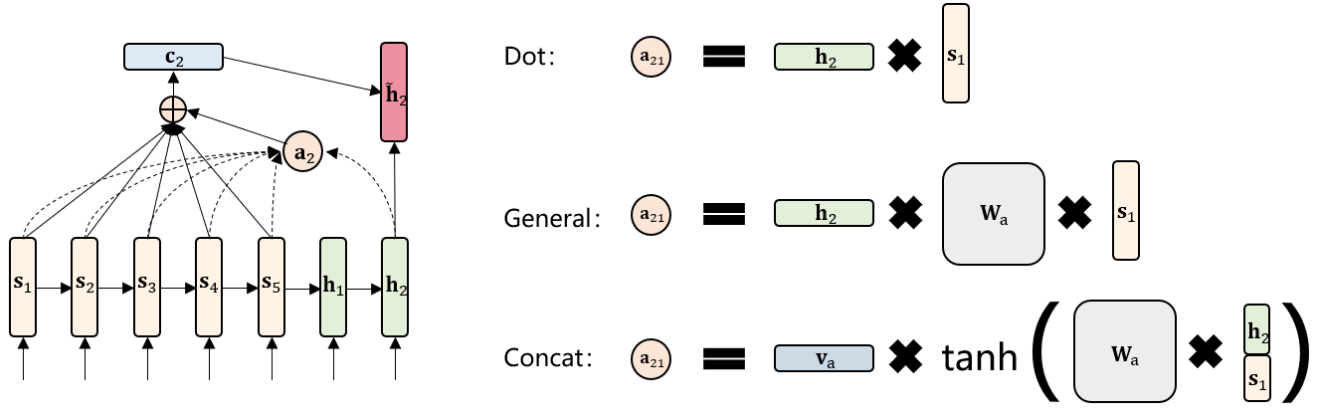 c₂
h̃₂
a₂
s₁ s₂ s₃ s₄ s₅ h₁ h₂
Dot: a₂₁ = h₂ × s₁
General: a₂₁ = h₂ × Wₐ × s₁
Concat: a₂₁ = vₐ × tanh ( Wₐ × h₂ s₁ )